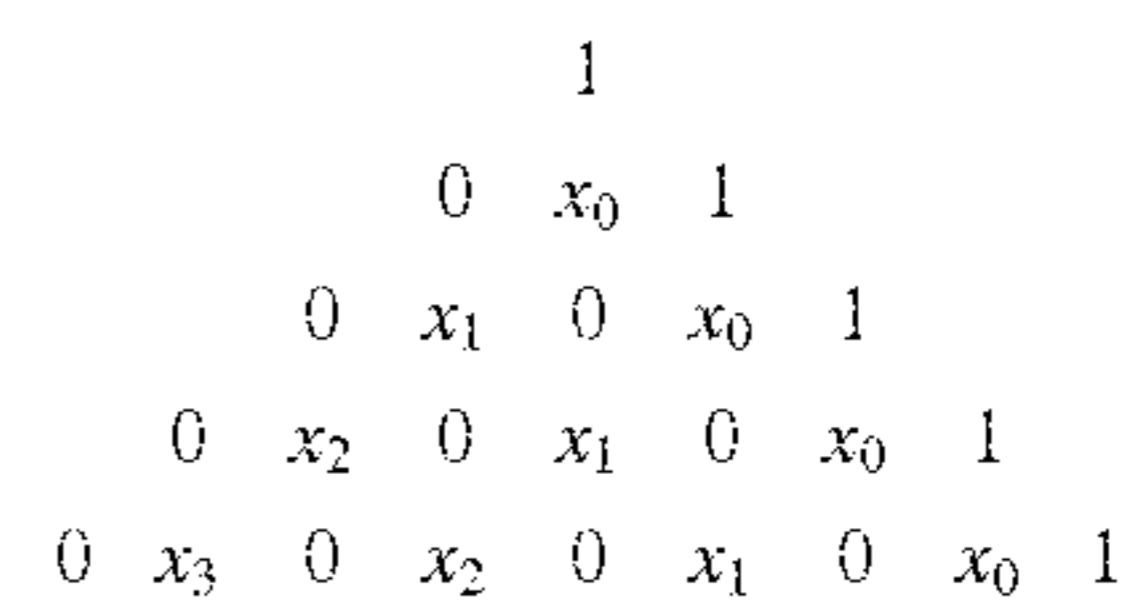 1
0 x₀ 1
0 x₁ 0 x₀ 1
0 x₂ 0 x₁ 0 x₀ 1
0 x₃ 0 x₂ 0 x₁ 0 x₀ 1